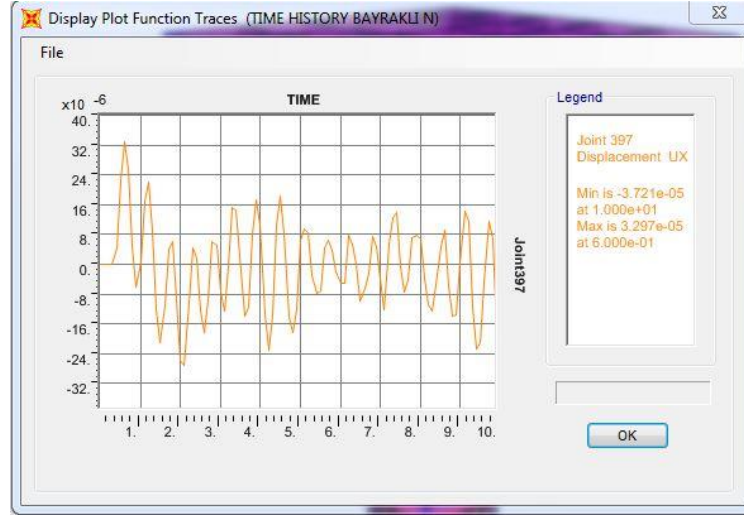 Display Plot Function Traces (TIME HISTORY BAYRAKLI N)
File
x10 -6
TIME
40.
32.
24.
16.
8.
0.
-8.
-16.
-24.
-32.
1. 2. 3. 4. 5. 6. 7. 8. 9. 10.
Joint397
Legend
Joint 397
Displacement UX
Min is -3.721e-05
at 1.000e+01
Max is 3.297e-05
at 6.000e-01
OK